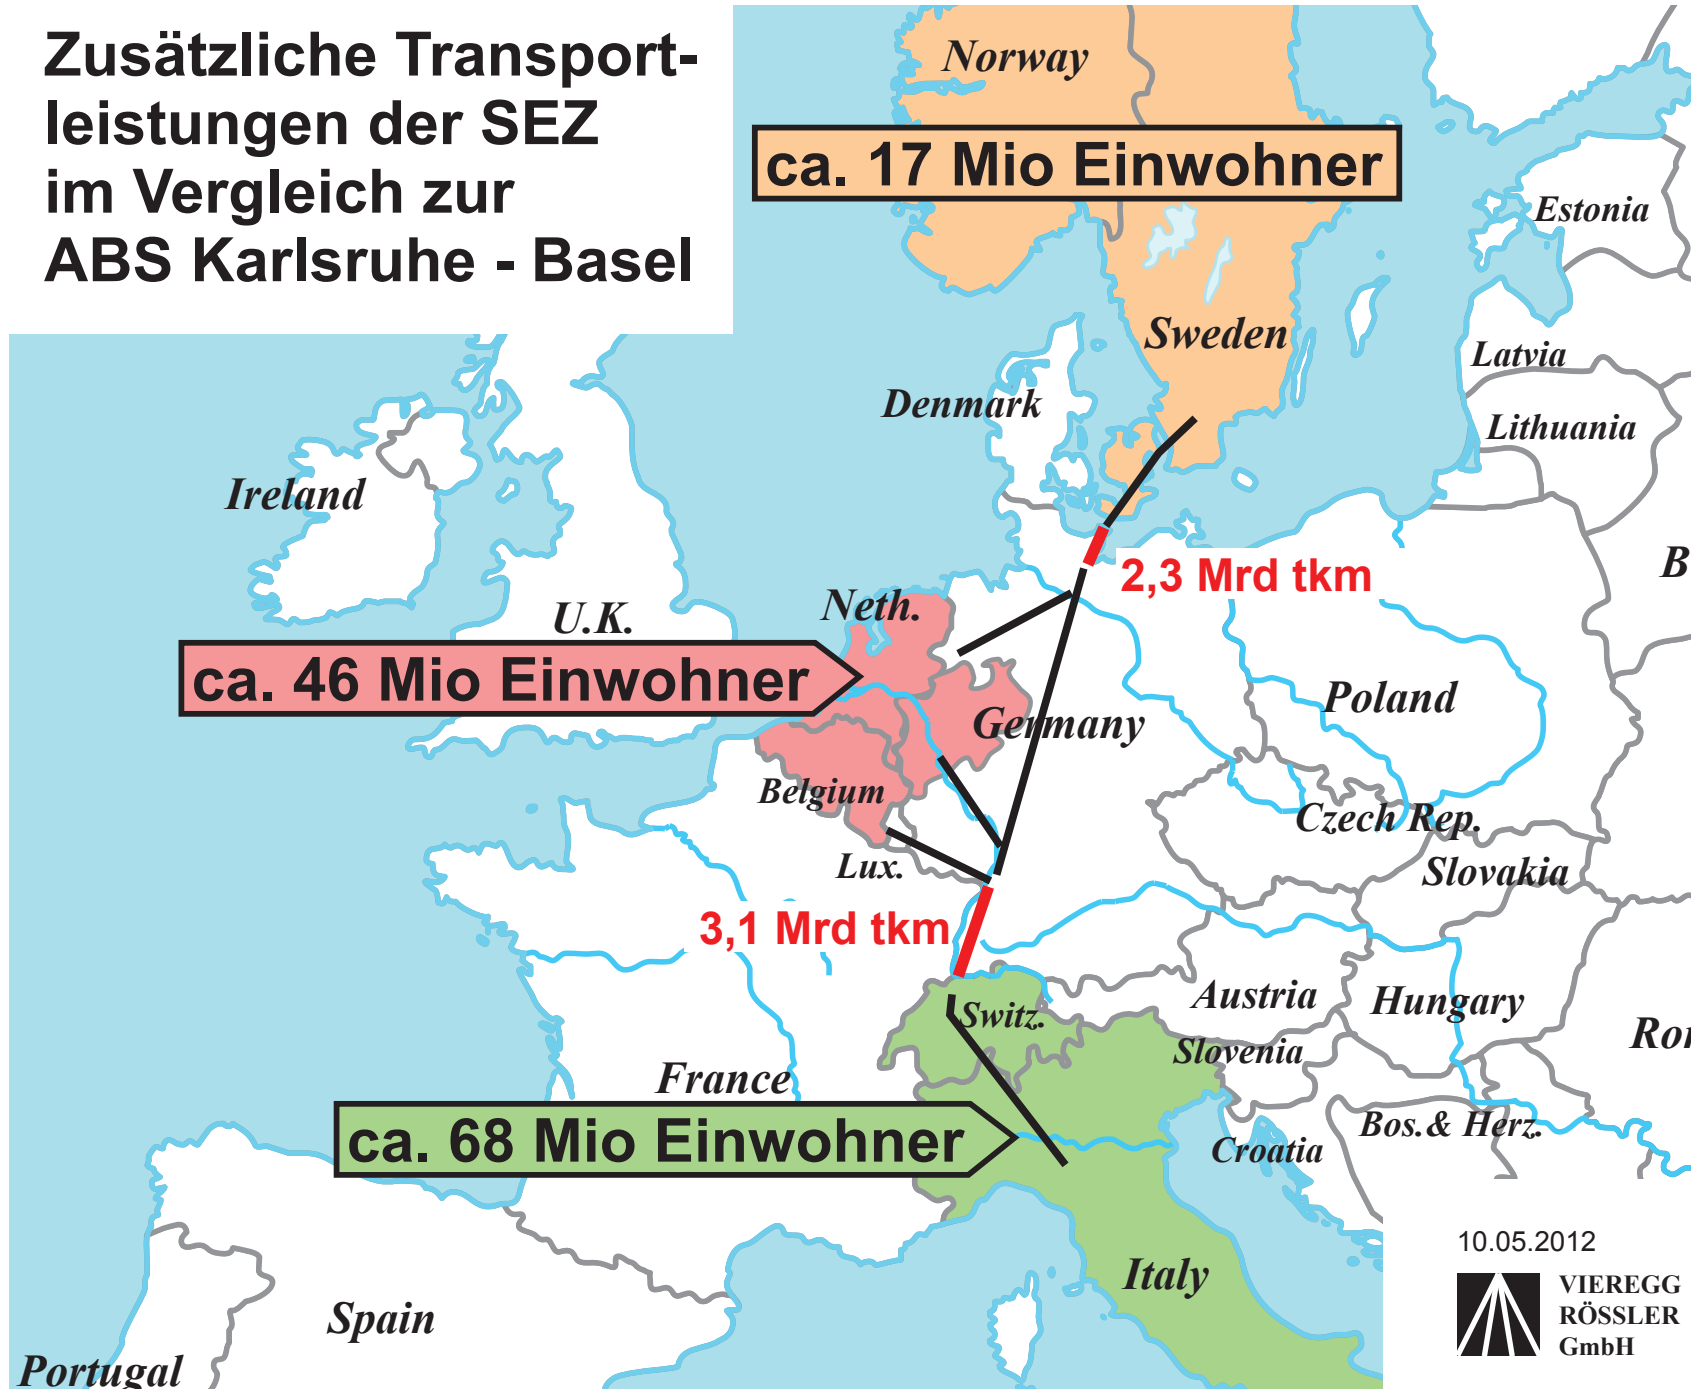 Zusätzliche Transport-
leistungen der SEZ
im Vergleich zur
ABS Karlsruhe - Basel
Norway
ca. 17 Mio Einwohner
Estonia
Sweden
Latvia
Denmark
Lithuania
Ireland
2,3 Mrd tkm
B
Neth.
U.K.
ca. 46 Mio Einwohner
Poland
Germany
Belgium
Czech Rep.
Lux.
Slovakia
3,1 Mrd tkm
Austria
Hungary
Switz.
Ror
Slovenia
France
Bos.& Herz.
ca. 68 Mio Einwohner
Croatia
10.05.2012
Italy
VIEREGG
RÖSSLER
GmbH
Spain
Portugal